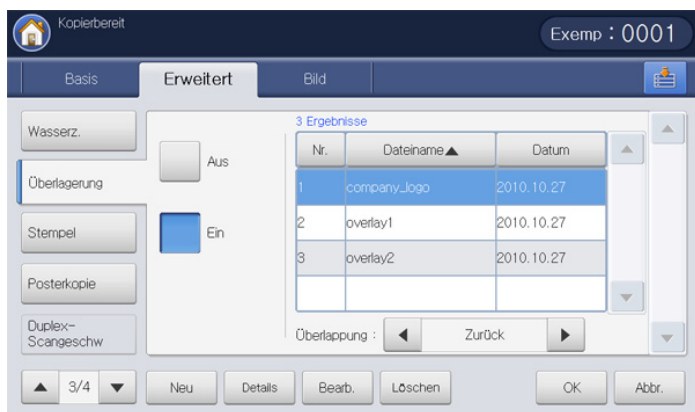 Kopierbereit
Exemp : 0001
Basis
Erweitert
Bild
Wasserz.
Überlagerung
Stempel
Posterkopie
Duplex-
Scangeschw
3/4
Aus
Ein
3 Ergebnisse
Nr. Dateiname▲ Datum
1 company_logo 2010.10.27
2 overlay1 2010.10.27
3 overlay2 2010.10.27
Überlappung : Zurück
Neu
Details
Bearb.
Löschen
OK
Abbr.